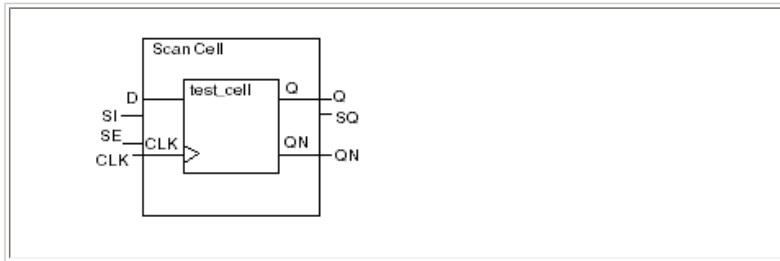 Scan Cell
test_cell
D
Q
Q
SI
SQ
SE
CLK
QN
CLK
QN